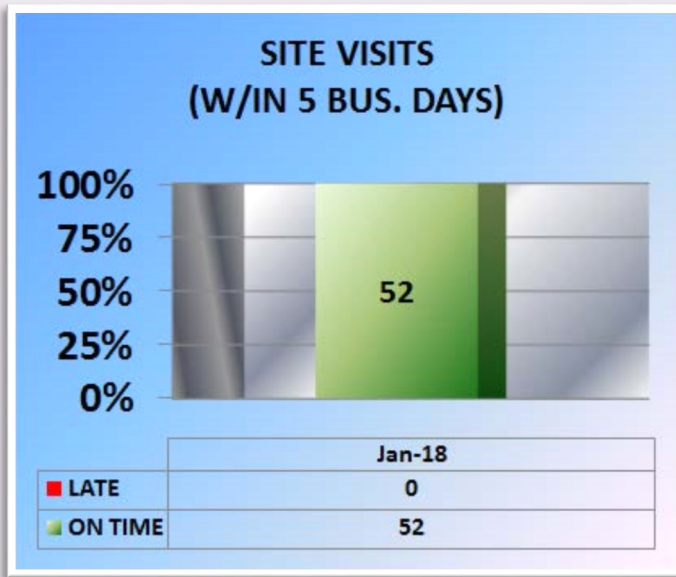 SITE VISITS
(W/IN 5 BUS. DAYS)
100%
75%
50%
25%
0%
52
Jan-18
LATE 0
ON TIME 52